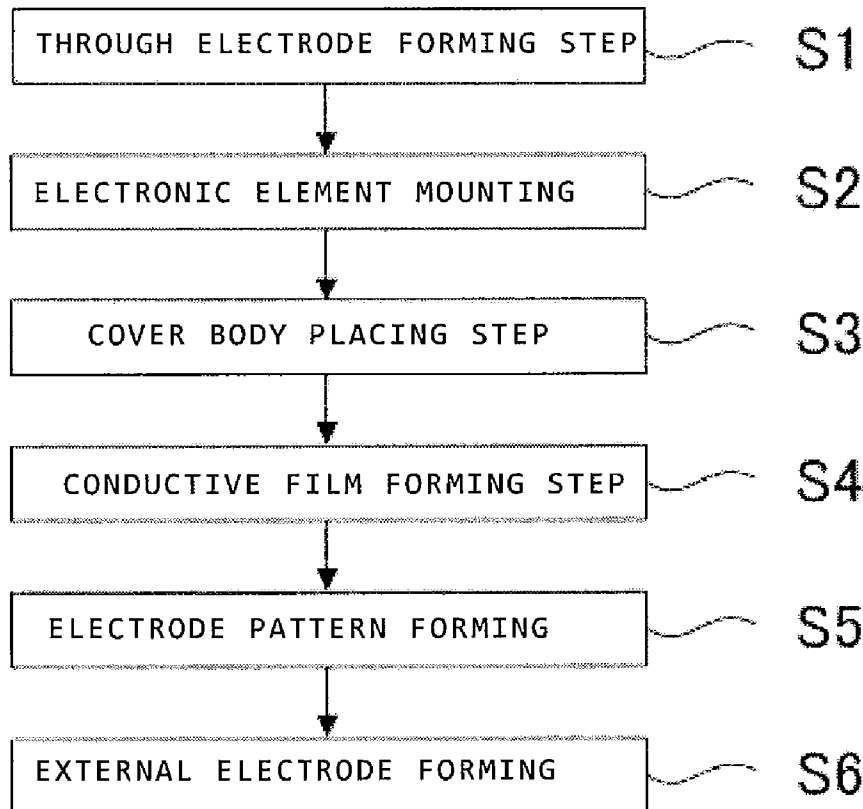 THROUGH ELECTRODE FORMING STEP S1
ELECTRONIC ELEMENT MOUNTING S2
COVER BODY PLACING STEP S3
CONDUCTIVE FILM FORMING STEP S4
ELECTRODE PATTERN FORMING S5
EXTERNAL ELECTRODE FORMING S6